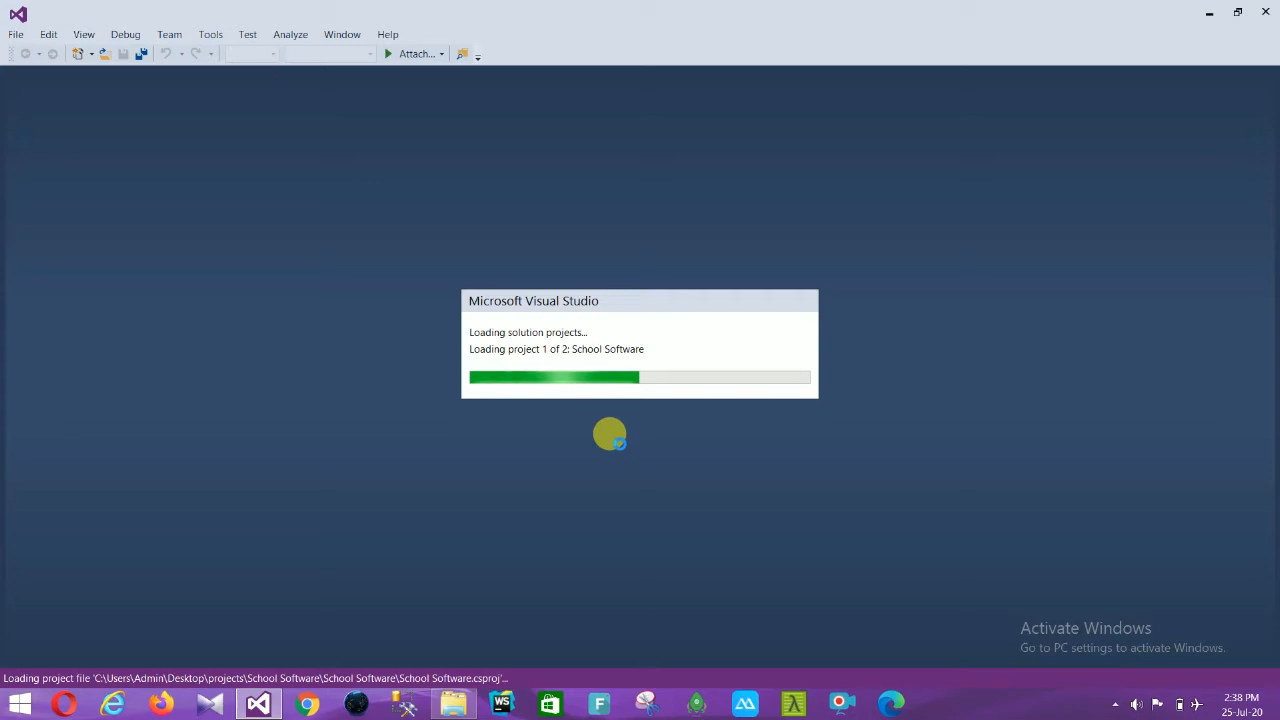 File Edit View Debug Team Tools Test Analyze Window Help
Attach...
Microsoft Visual Studio
Loading solution projects...
Loading project 1 of 2: School Software
Activate Windows
Go to PC settings to activate Windows.
Loading project file 'C:\Users\Admin\Desktop\projects\School Software\School Software\School Software.csproj'...
WS
F
λ
2:38 PM
25-Jul-20